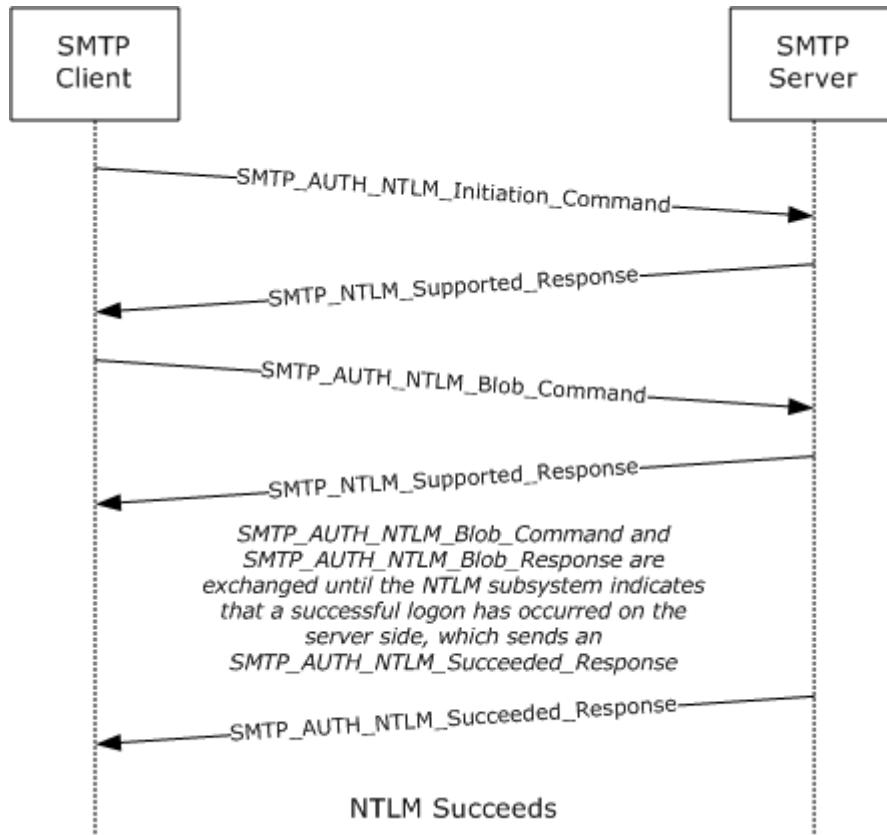 SMTP
Client
SMTP
Server
SMTP_AUTH_NTLM_Initiation_Command
SMTP_NTLM_Supported_Response
SMTP_AUTH_NTLM_Blob_Command
SMTP_NTLM_Supported_Response
SMTP_AUTH_NTLM_Blob_Command and
SMTP_AUTH_NTLM_Blob_Response are
exchanged until the NTLM subsystem indicates
that a successful logon has occurred on the
server side, which sends an
SMTP_AUTH_NTLM_Succeeded_Response
SMTP_AUTH_NTLM_Succeeded_Response
NTLM Succeeds